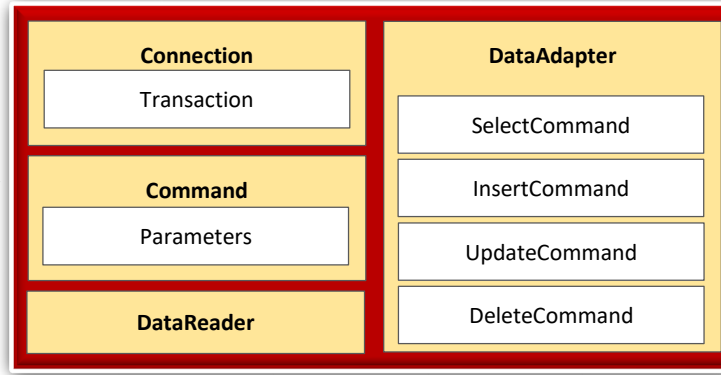 Connection
Transaction
Command
Parameters
DataReader
DataAdapter
SelectCommand
InsertCommand
UpdateCommand
DeleteCommand